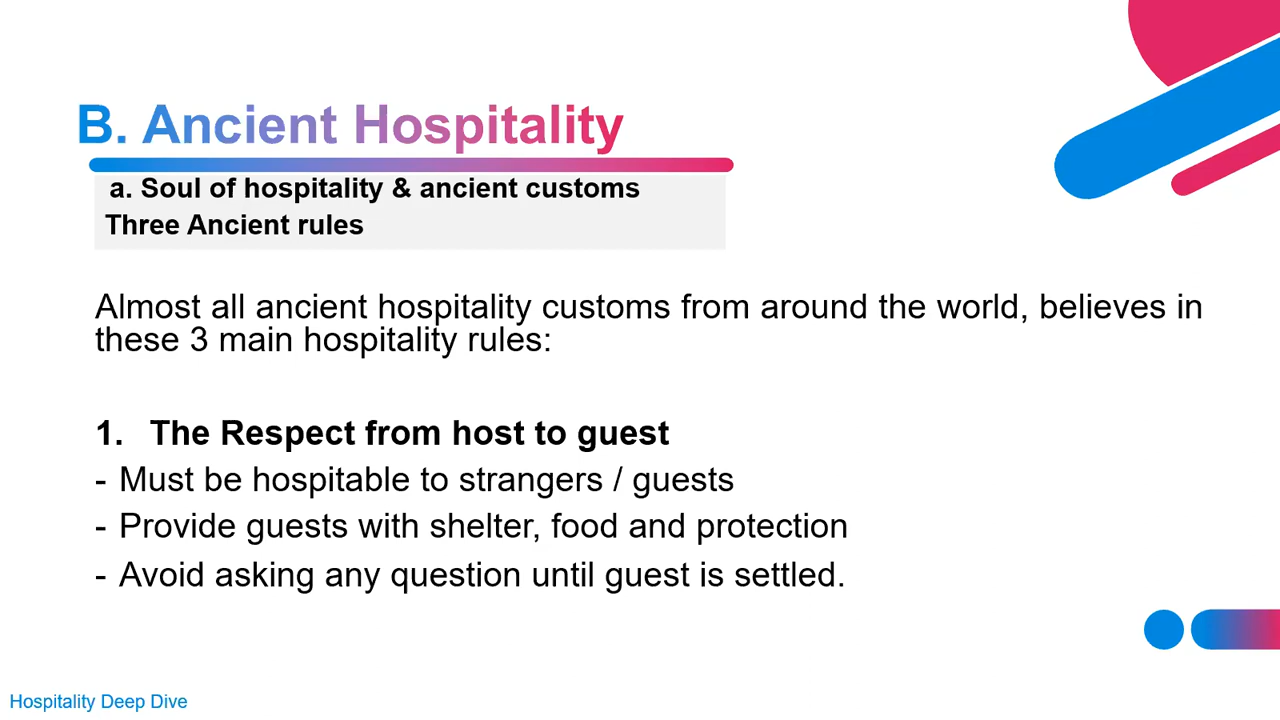 B. Ancient Hospitality
a. Soul of hospitality & ancient customs
Three Ancient rules
Almost all ancient hospitality customs from around the world, believes in
these 3 main hospitality rules:
1. The Respect from host to guest
- Must be hospitable to strangers / guests
- Provide guests with shelter, food and protection
- Avoid asking any question until guest is settled.
Hospitality Deep Dive